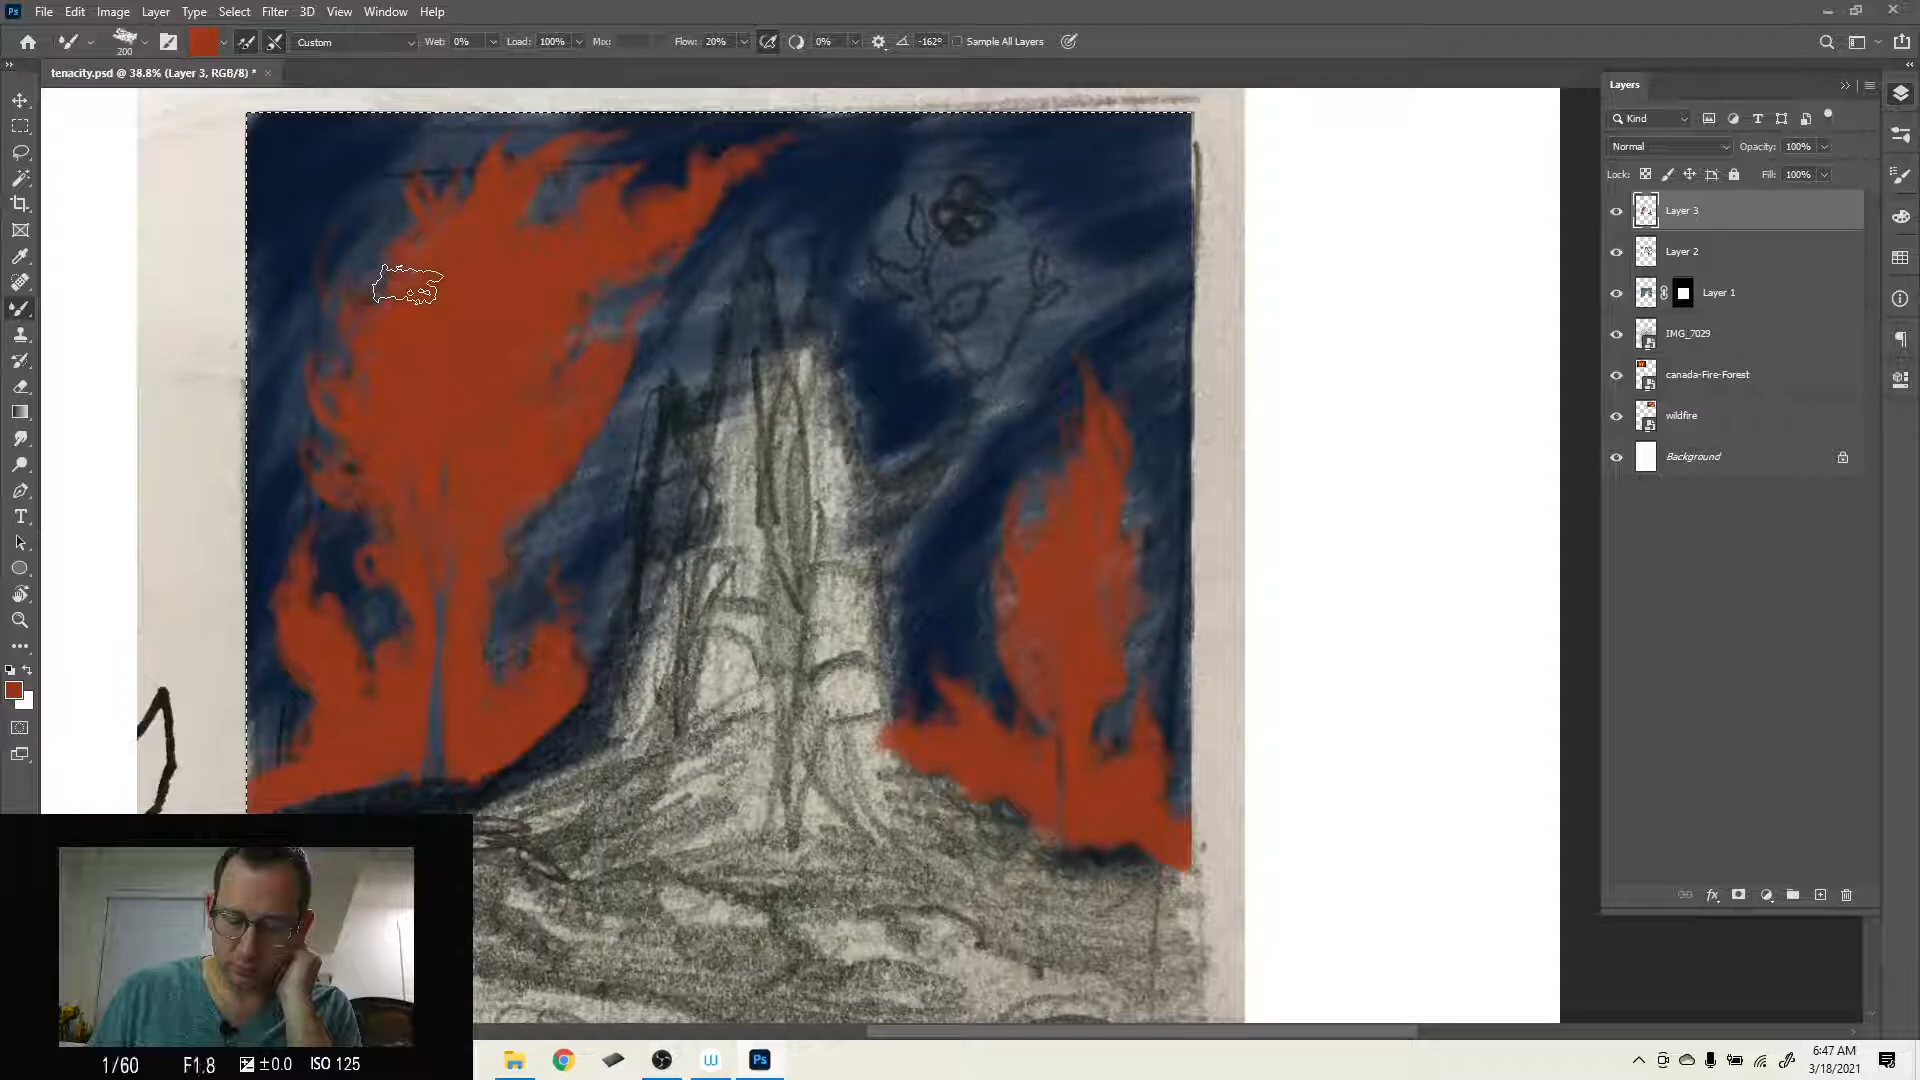 Ps File Edit Image Layer Type Select Filter 3D View Window Help
200 Custom Wet: 0% Load: 100% Mix: Flow: 20% 0% -162° Sample All Layers
tenacity.psd @ 38.8% (Layer 3, RGB/8) * ×
Layers
Kind
Normal Opacity: 100%
Lock: Fill: 100%
Layer 3
Layer 2
Layer 1
IMG_7029
canada-Fire-Forest
wildfire
Background
fx
1/60 F1.8 ±0.0 ISO 125
Ps
6:47 AM
3/18/2021